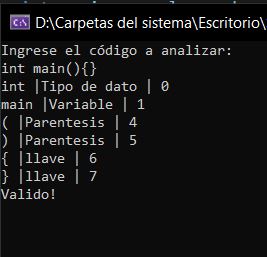 D:\Carpetas del sistema\Escritorio\
Ingrese el código a analizar:
int main(){}
int |Tipo de dato | 0
main |Variable | 1
( |Parentesis | 4
) |Parentesis | 5
{ |llave | 6
} |llave | 7
Valido!